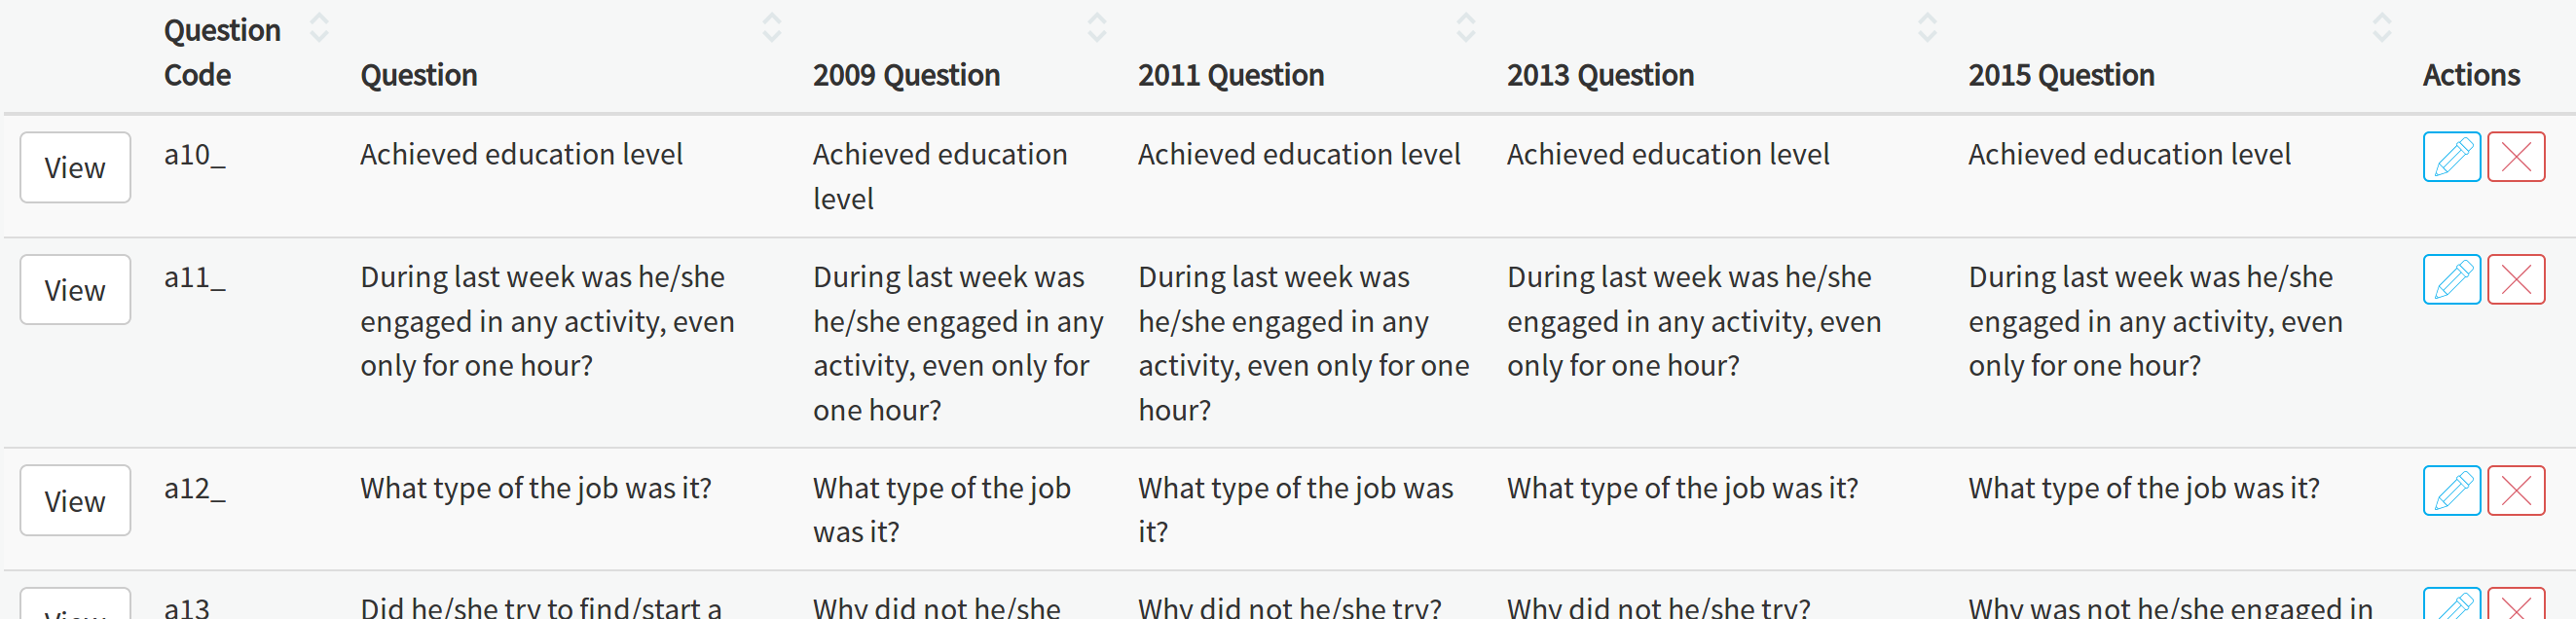 Question Code Question 2009 Question 2011 Question 2013 Question 2015 Question Actions
View a10_ Achieved education level Achieved education Achieved education level Achieved education level Achieved education level
level
View a11_ During last week was he/she During last week was During last week was During last week was he/she During last week was he/she
engaged in any activity, even he/she engaged in any he/she engaged in any engaged in any activity, even engaged in any activity, even
only for one hour? activity, even only for activity, even only for one only for one hour? only for one hour?
one hour? hour?
View a12_ What type of the job was it? What type of the job What type of the job was What type of the job was it? What type of the job was it?
was it? it?
View a13 Did he/she try to find/start a Why did not he/she Why did not he/she try? Why did not he/she try? Why was not he/she engaged in